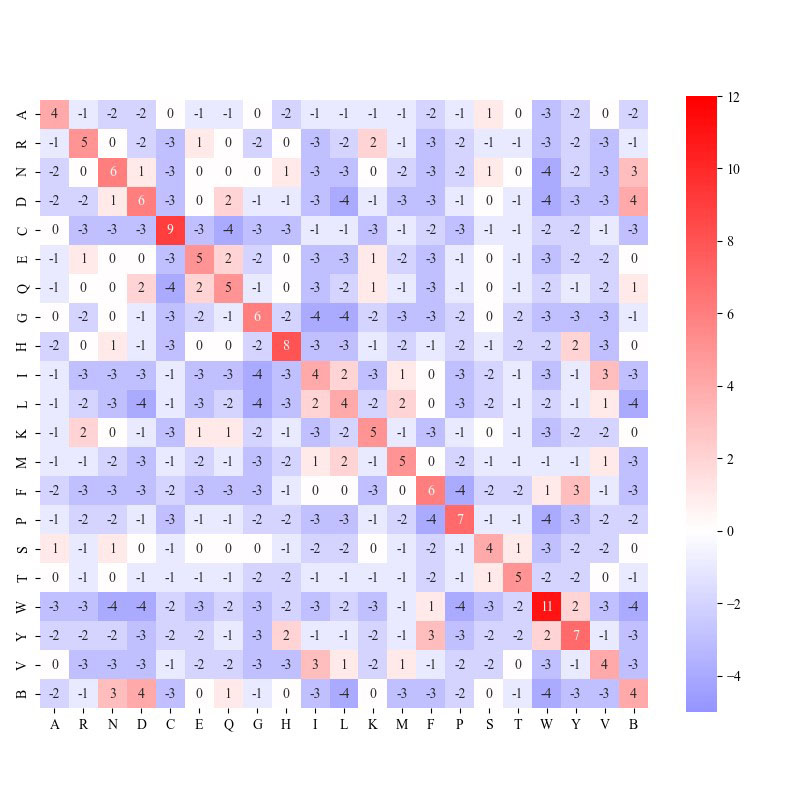 A 4 -1 -2 -2 0 -1 -1 0 -2 -1 -1 -1 -1 -2 -1 1 0 -3 -2 0 -2
R -1 5 0 -2 -3 1 0 -2 0 -3 -2 2 -1 -3 -2 -1 -1 -3 -2 -3 -1
N -2 0 6 1 -3 0 0 0 1 -3 -3 0 -2 -3 -2 1 0 -4 -2 -3 3
D -2 -2 1 6 -3 0 2 -1 -1 -3 -4 -1 -3 -3 -1 0 -1 -4 -3 -3 4
C 0 -3 -3 -3 9 -3 -4 -3 -3 -1 -1 -3 -1 -2 -3 -1 -1 -2 -2 -1 -3
E -1 1 0 0 -3 5 2 -2 0 -3 -3 1 -2 -3 -1 0 -1 -3 -2 -2 0
Q -1 0 0 2 -4 2 5 -1 0 -3 -2 1 -1 -3 -1 0 -1 -2 -1 -2 1
G 0 -2 0 -1 -3 -2 -1 6 -2 -4 -4 -2 -3 -3 -2 0 -2 -3 -3 -3 -1
H -2 0 1 -1 -3 0 0 -2 8 -3 -3 -1 -2 -1 -2 -1 -2 -2 2 -3 0
I -1 -3 -3 -3 -1 -3 -3 -4 -3 4 2 -3 1 0 -3 -2 -1 -3 -1 3 -3
L -1 -2 -3 -4 -1 -3 -2 -4 -3 2 4 -2 2 0 -3 -2 -1 -2 -1 1 -4
K -1 2 0 -1 -3 1 1 -2 -1 -3 -2 5 -1 -3 -1 0 -1 -3 -2 -2 0
M -1 -1 -2 -3 -1 -2 -1 -3 -2 1 2 -1 5 0 -2 -1 -1 -1 -1 1 -3
F -2 -3 -3 -3 -2 -3 -3 -3 -1 0 0 -3 0 6 -4 -2 -2 1 3 -1 -3
P -1 -2 -2 -1 -3 -1 -1 -2 -2 -3 -3 -1 -2 -4 7 -1 -1 -4 -3 -2 -2
S 1 -1 1 0 -1 0 0 0 -1 -2 -2 0 -1 -2 -1 4 1 -3 -2 -2 0
T 0 -1 0 -1 -1 -1 -1 -2 -2 -1 -1 -1 -1 -2 -1 1 5 -2 -2 0 -1
W -3 -3 -4 -4 -2 -3 -2 -2 -2 -3 -2 -3 -1 1 -4 -3 -2 11 2 -3 -4
Y -2 -2 -2 -3 -2 -2 -1 -3 2 -1 -1 -2 -1 3 -3 -2 -2 2 7 -1 -3
V 0 -3 -3 -3 -1 -2 -2 -3 -3 3 1 -2 1 -1 -2 -2 0 -3 -1 4 -3
B -2 -1 3 4 -3 0 1 -1 0 -3 -4 0 -3 -3 -2 0 -1 -4 -3 -3 4
A R N D C E Q G H I L K M F P S T W Y V B
12
10
8
6
4
2
0
−2
−4